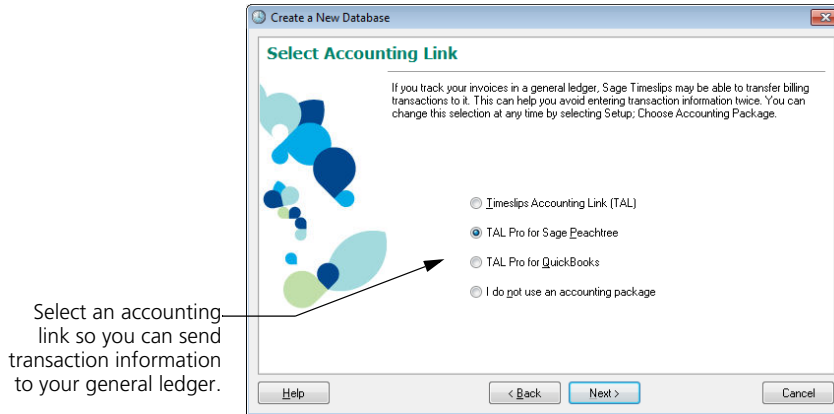 Create a New Database
Select Accounting Link
If you track your invoices in a general ledger, Sage Timeslips may be able to transfer billing
transactions to it. This can help you avoid entering transaction information twice. You can
change this selection at any time by selecting Setup; Choose Accounting Package.
Timeslips Accounting Link (TAL)
TAL Pro for Sage Peachtree
TAL Pro for QuickBooks
I do not use an accounting package
Select an accounting
link so you can send
transaction information
to your general ledger.
Help
< Back
Next >
Cancel